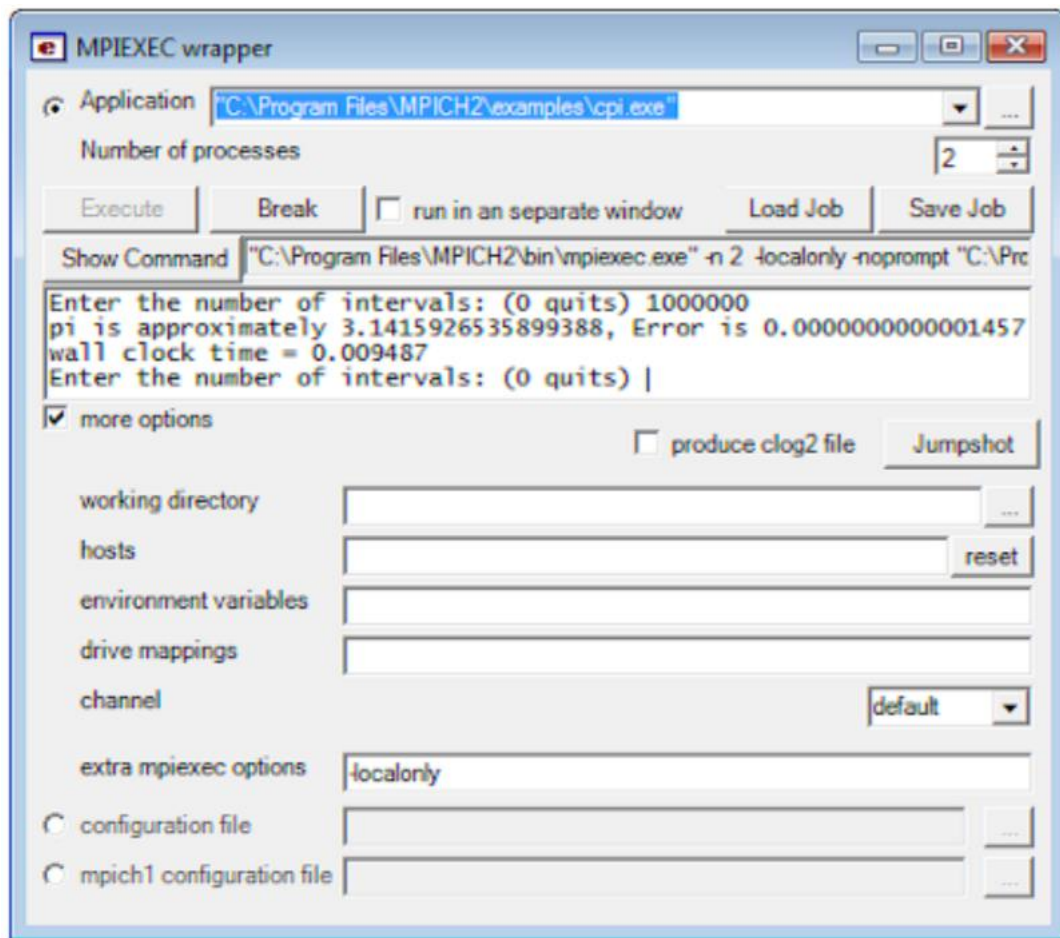 MPIEXEC wrapper
Application "C:\Program Files\MPICH2\examples\cpi.exe" ...
Number of processes 2
Execute Break run in an separate window Load Job Save Job
Show Command "C:\Program Files\MPICH2\bin\mpiexec.exe" -n 2 -localonly -noprompt "C:\Prc
Enter the number of intervals: (0 quits) 1000000
pi is approximately 3.1415926535899388, Error is 0.0000000000001457
wall clock time = 0.009487
Enter the number of intervals: (0 quits) |
more options
produce clog2 file Jumpshot
working directory ...
hosts reset
environment variables
drive mappings
channel default
extra mpiexec options -localonly
configuration file ...
mpich1 configuration file ...